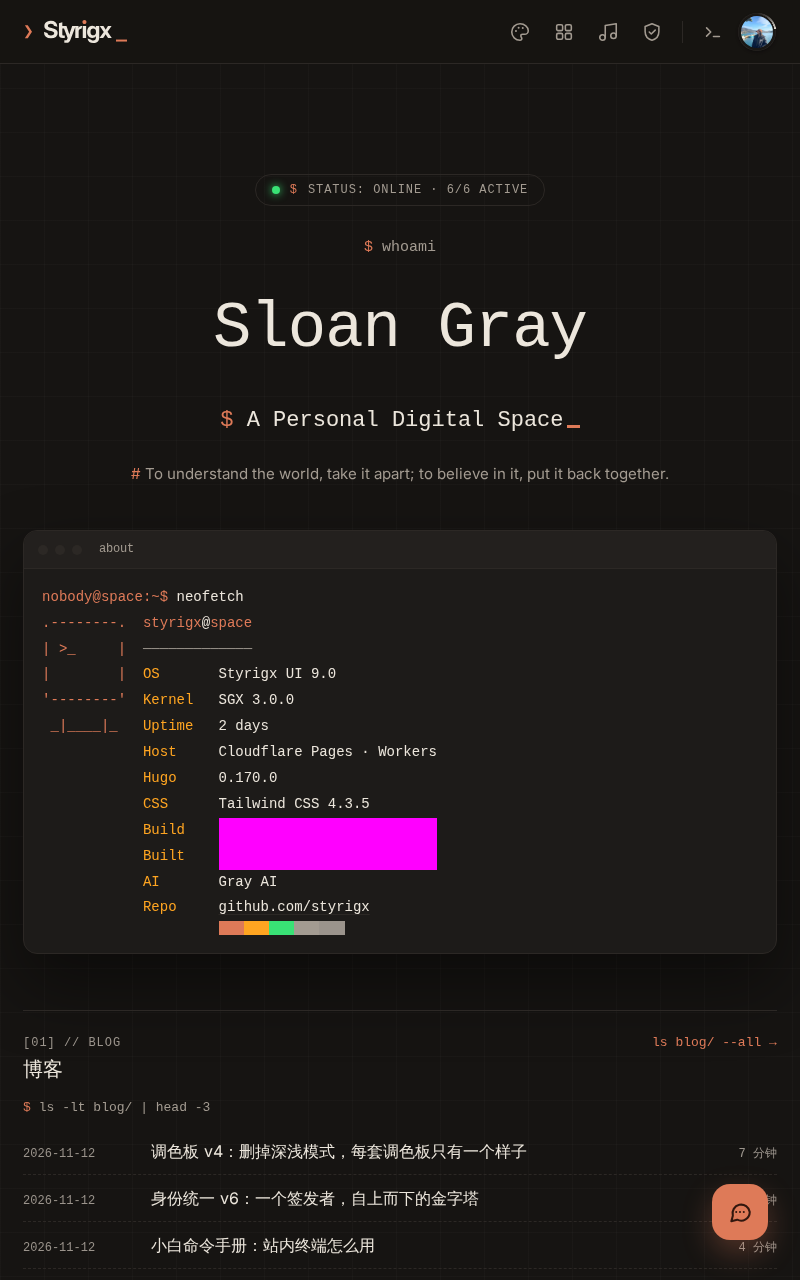 ❯ Styrigx _
$ STATUS: ONLINE · 6/6 ACTIVE
$ whoami
Sloan Gray
$ A Personal Digital Space_
# To understand the world, take it apart; to believe in it, put it back together.
about
nobody@space:~$ neofetch
.--------. styrigx@space
| >_     | ─────────────
|        | OS Styrigx UI 9.0
'--------' Kernel SGX 3.0.0
_|____|_ Uptime 2 days
Host Cloudflare Pages · Workers
Hugo 0.170.0
CSS Tailwind CSS 4.3.5
Build
Built
AI Gray AI
Repo github.com/styrigx
[01] // BLOG ls blog/ --all →
博客
$ ls -lt blog/ | head -3
2026-11-12 调色板 v4：删掉深浅模式，每套调色板只有一个样子 7 分钟
2026-11-12 身份统一 v6：一个签发者，自上而下的金字塔 钟
2026-11-12 小白命令手册：站内终端怎么用 4 分钟